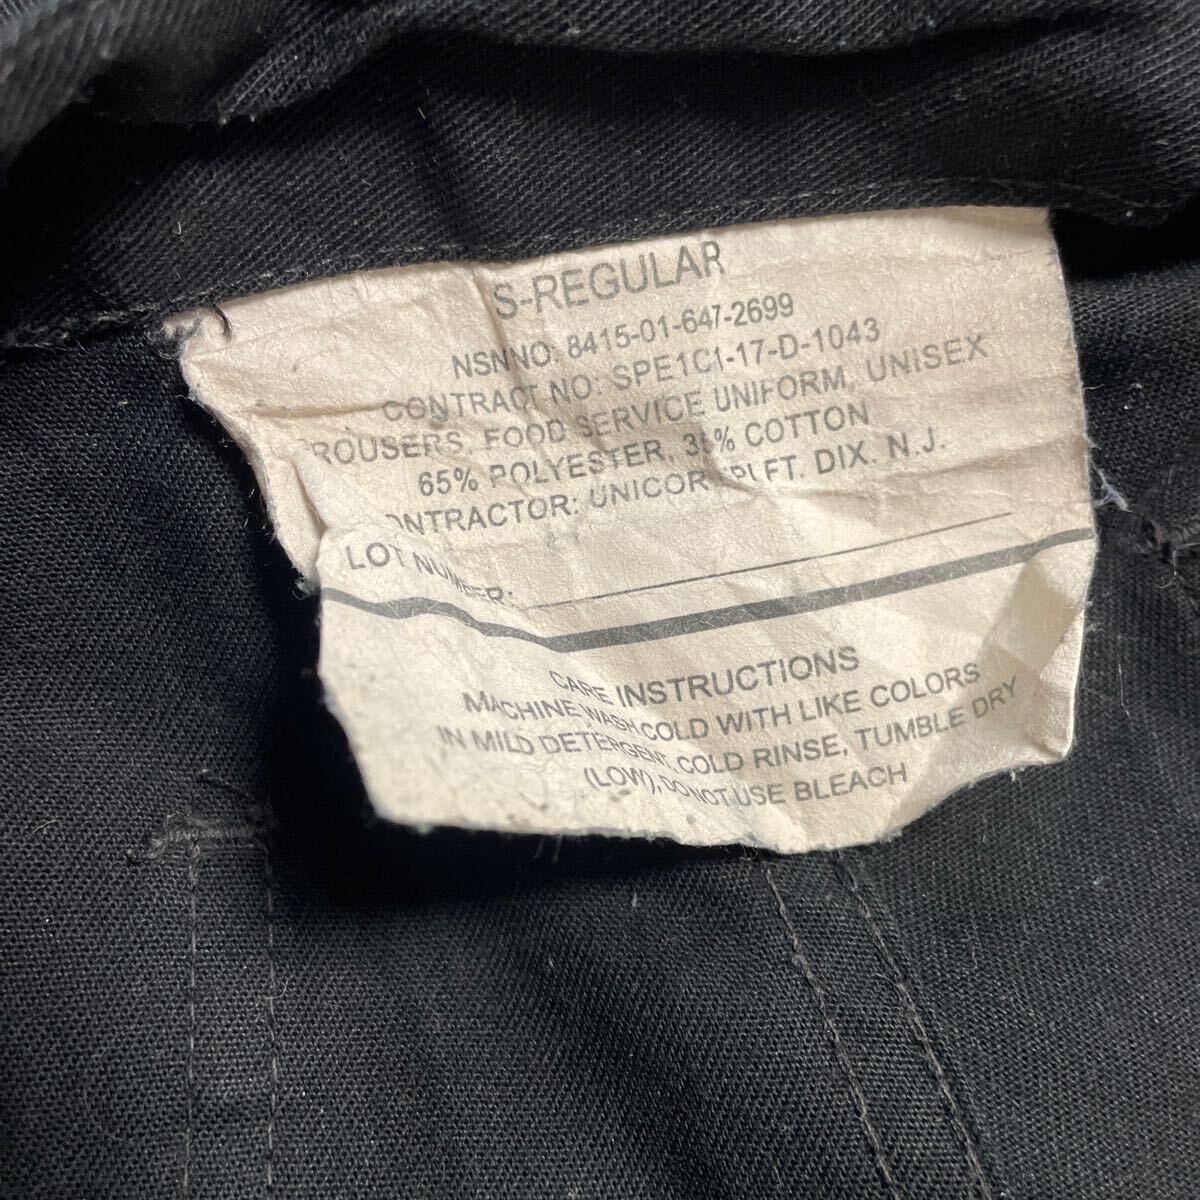 S-REGULAR
NSN NO: 8415-01-647-2699
CONTRACT NO: SPE1C1-17-D-1043
ROUSERS, FOOD SERVICE UNIFORM, UNISEX
65% POLYESTER, 35% COTTON
ONTRACTOR: UNICOR FT. DIX. N.J.
LOT NUMBER:
CARE INSTRUCTIONS
MACHINE WASH COLD WITH LIKE COLORS
IN MILD DETERGENT, COLD RINSE, TUMBLE DRY
(LOW), DO NOT USE BLEACH